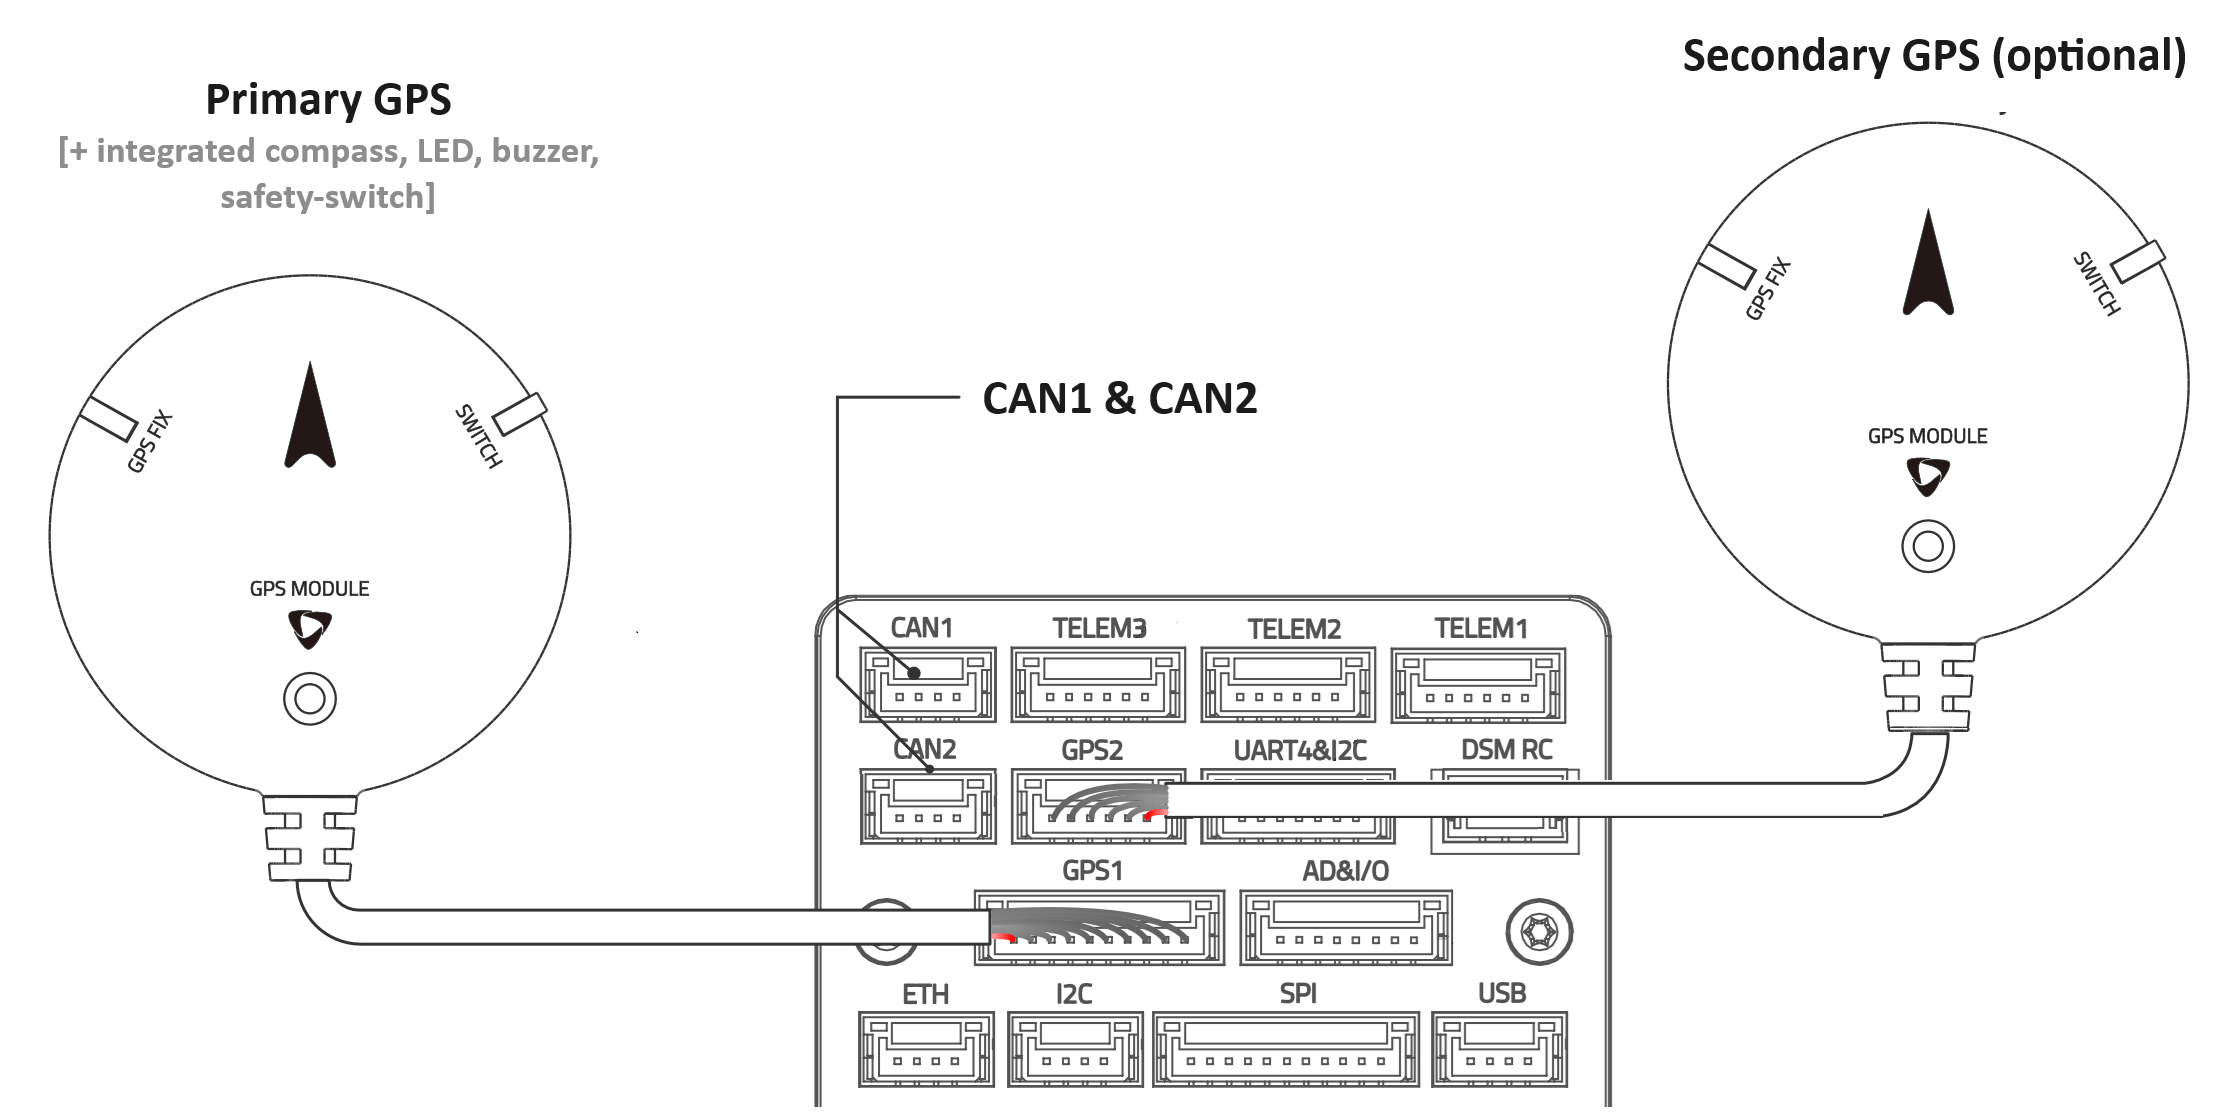 Secondary GPS (optional)
Primary GPS
[+ integrated compass, LED, buzzer,
safety-switch]
GPS FIX
SWITCH
GPS MODULE
GPS FIX
SWITCH
GPS MODULE
CAN1 & CAN2
CAN1 TELEM3 TELEM2 TELEM1
CAN2 GPS2 UART4&I2C DSM RC
GPS1 AD&I/O
ETH I2C SPI USB